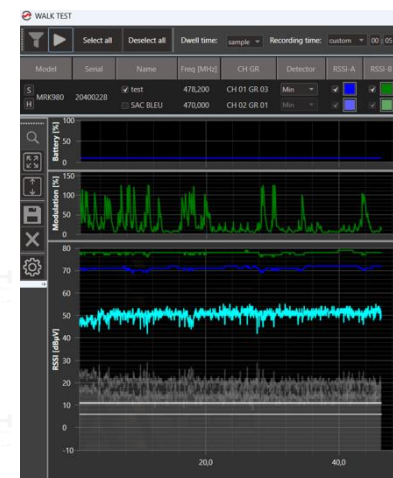 WALK TEST
Select all Deselect all Dwell time: sample Recording time: custom 00 : 05
Model Serial Name Freq [MHz] CH GR Detector RSSI-A RSSI-B
S MRK980 20400228 test 478,200 CH 01 GR 03 Min
H SAC BLEU 470,000 CH 02 GR 01 Min
Battery [%]
100
50
0
Modulation [%]
150
100
50
0
RSSI [dBµV]
80
70
60
50
40
30
20
10
0
-10
20,0 40,0